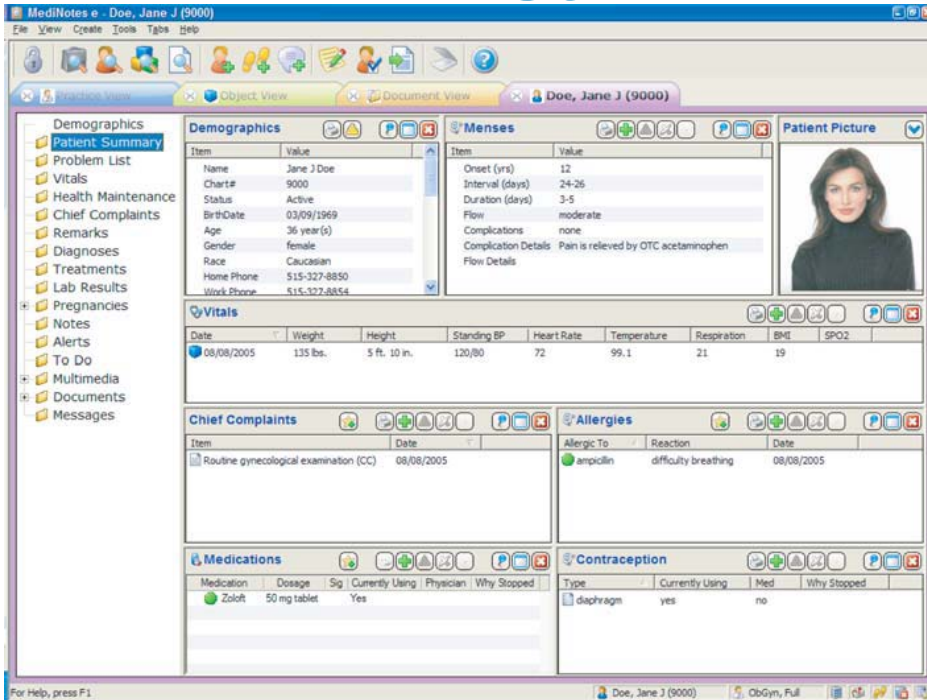 MediNotes e - Doe, Jane J (9000)
File View Create Tools Tabs Help
Practice View Object View Document View Doe, Jane J (9000)
Demographics
Patient Summary
Problem List
Vitals
Health Maintenance
Chief Complaints
Remarks
Diagnoses
Treatments
Lab Results
Pregnancies
Notes
Alerts
To Do
Multimedia
Documents
Messages
Demographics
Item Value
Name Jane J Doe
Chart# 9000
Status Active
BirthDate 03/09/1969
Age 36 year(s)
Gender female
Race Caucasian
Home Phone 515-327-8850
Work Phone 515-327-8854
Menses
Item Value
Onset (yrs) 12
Interval (days) 24-26
Duration (days) 3-5
Flow moderate
Complications none
Complication Details Pain is relieved by OTC acetaminophen
Flow Details
Patient Picture
Vitals
Date Weight Height Standing BP Heart Rate Temperature Respiration BMI SPO2
08/08/2005 135 lbs. 5 ft. 10 in. 120/80 72 99.1 21 19
Chief Complaints
Item Date
Routine gynecological examination (CC) 08/08/2005
Allergies
Allergic To Reaction Date
ampicillin difficulty breathing 08/08/2005
Medications
Medication Dosage Sig Currently Using Physician Why Stopped
Zoloft 50 mg tablet Yes
Contraception
Type Currently Using Med Why Stopped
diaphragm yes no
For Help, press F1 Doe, Jane J (9000) ObGyn, Full